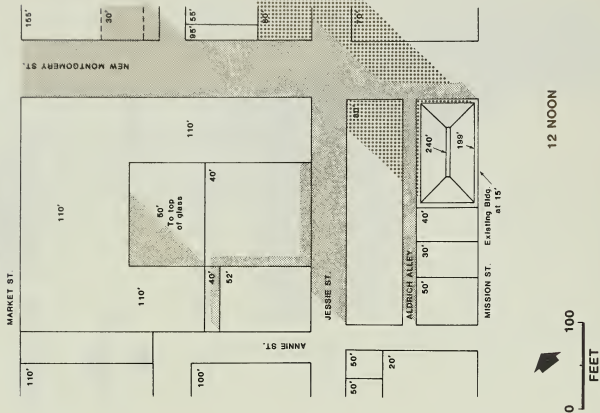 MARKET ST.
110'
110'
155'
30'
NEW MONTGOMERY ST.
95'
55'
80'
70'
110'
110'
50'
To top
of glass
40'
40'
52'
110'
100'
ANNIE ST.
JESSIE ST.
80'
ALDRICH ALLEY
50'
50'
20'
50'
30'
40'
240'
199'
Existing Bldg.
at 15'
MISSION ST.
12 NOON
0
100
FEET